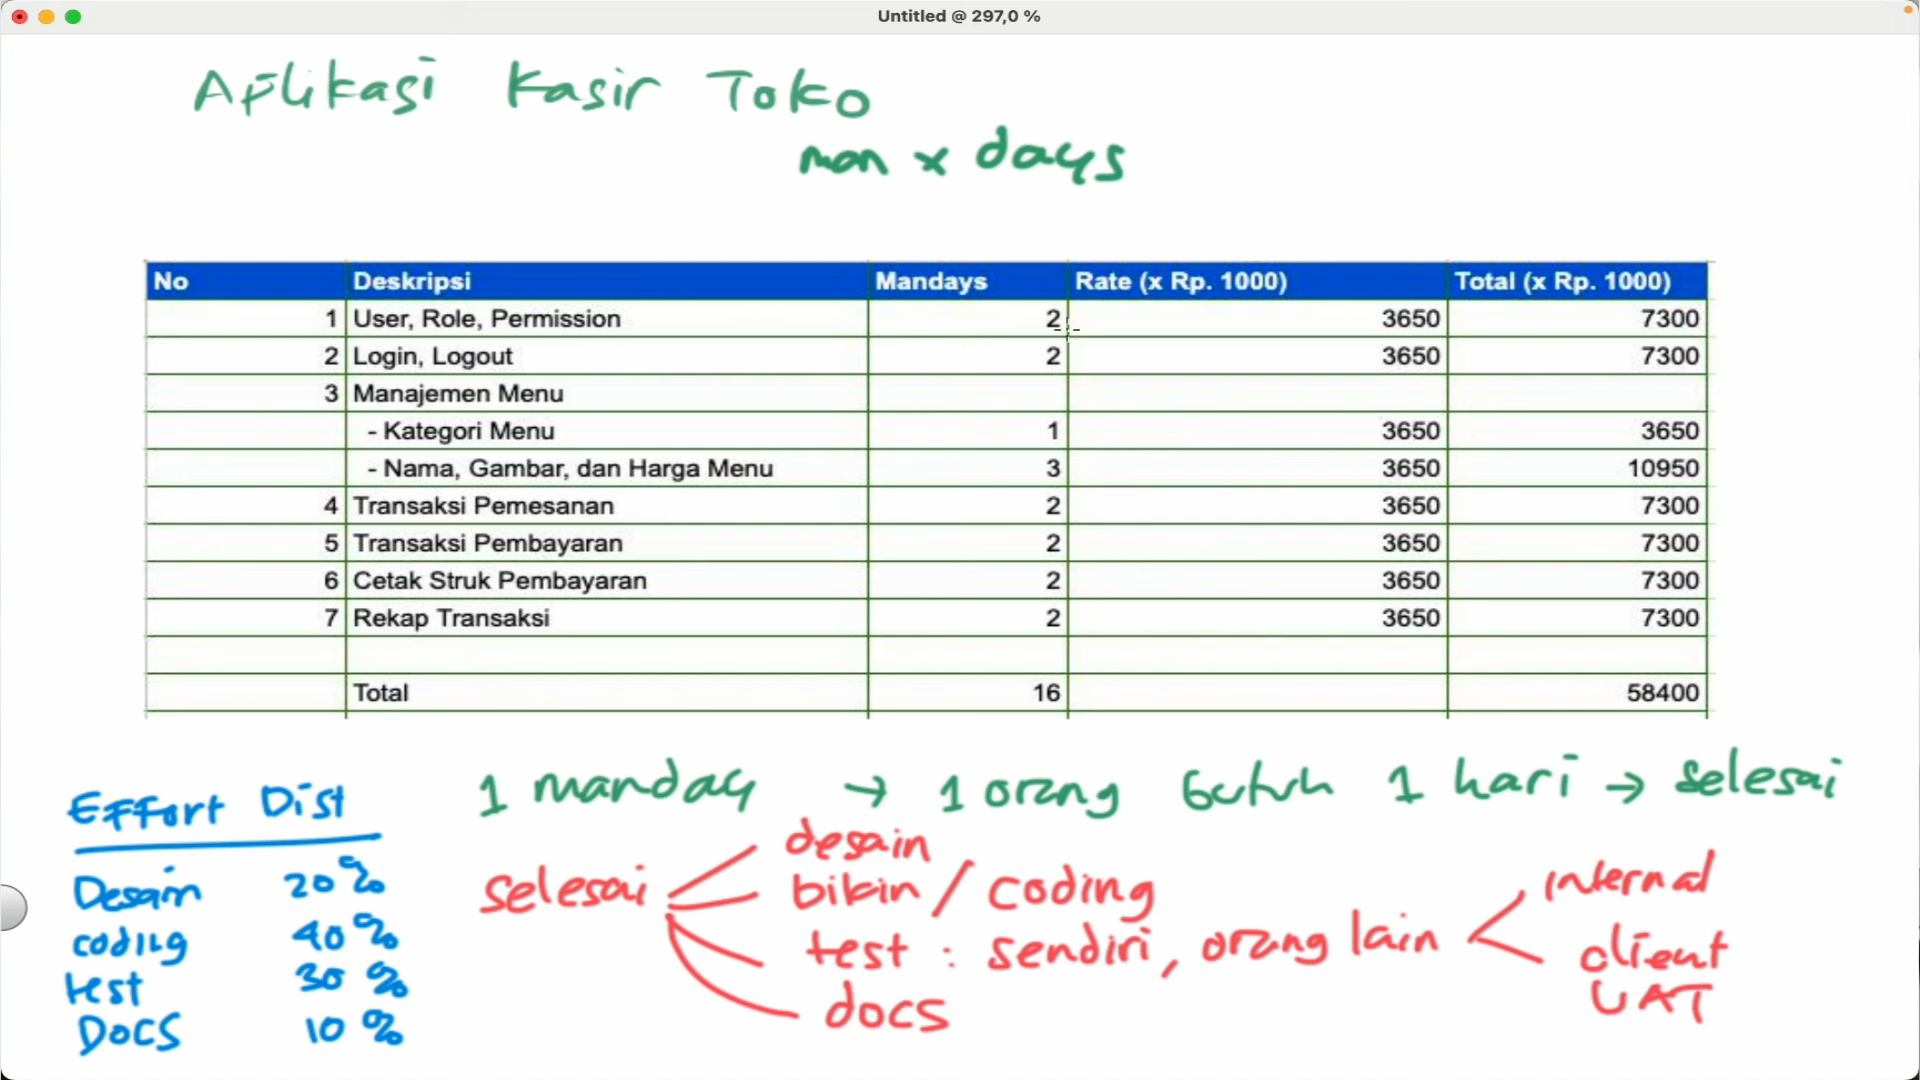 Untitled @ 297,0 %
Aplikasi Kasir Toko
man x days
No Deskripsi Mandays Rate (x Rp. 1000) Total (x Rp. 1000)
1 User, Role, Permission 2 3650 7300
2 Login, Logout 2 3650 7300
3 Manajemen Menu
- Kategori Menu 1 3650 3650
- Nama, Gambar, dan Harga Menu 3 3650 10950
4 Transaksi Pemesanan 2 3650 7300
5 Transaksi Pembayaran 2 3650 7300
6 Cetak Struk Pembayaran 2 3650 7300
7 Rekap Transaksi 2 3650 7300
Total 16 58400
1 manday → 1 orang butuh 1 hari → selesai
Effort Dist
Desain 20%
coding 40%
test 30%
Docs 10%
selesai
desain
bikin / coding
test : sendiri, orang lain
docs
internal
client
UAT